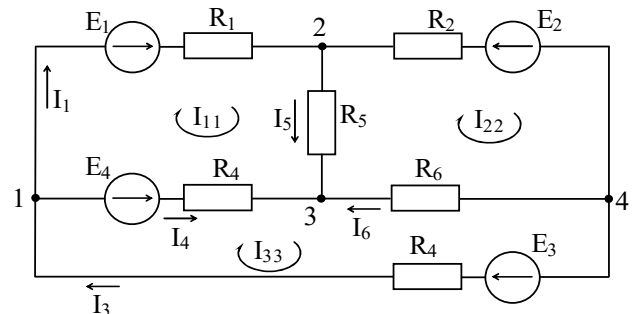 E1 R1 2 R2 E2
I1 I11 I5 R5 I22
E4 R4 R6
1 3 4
I4 I6
I33 R4 E3
I3